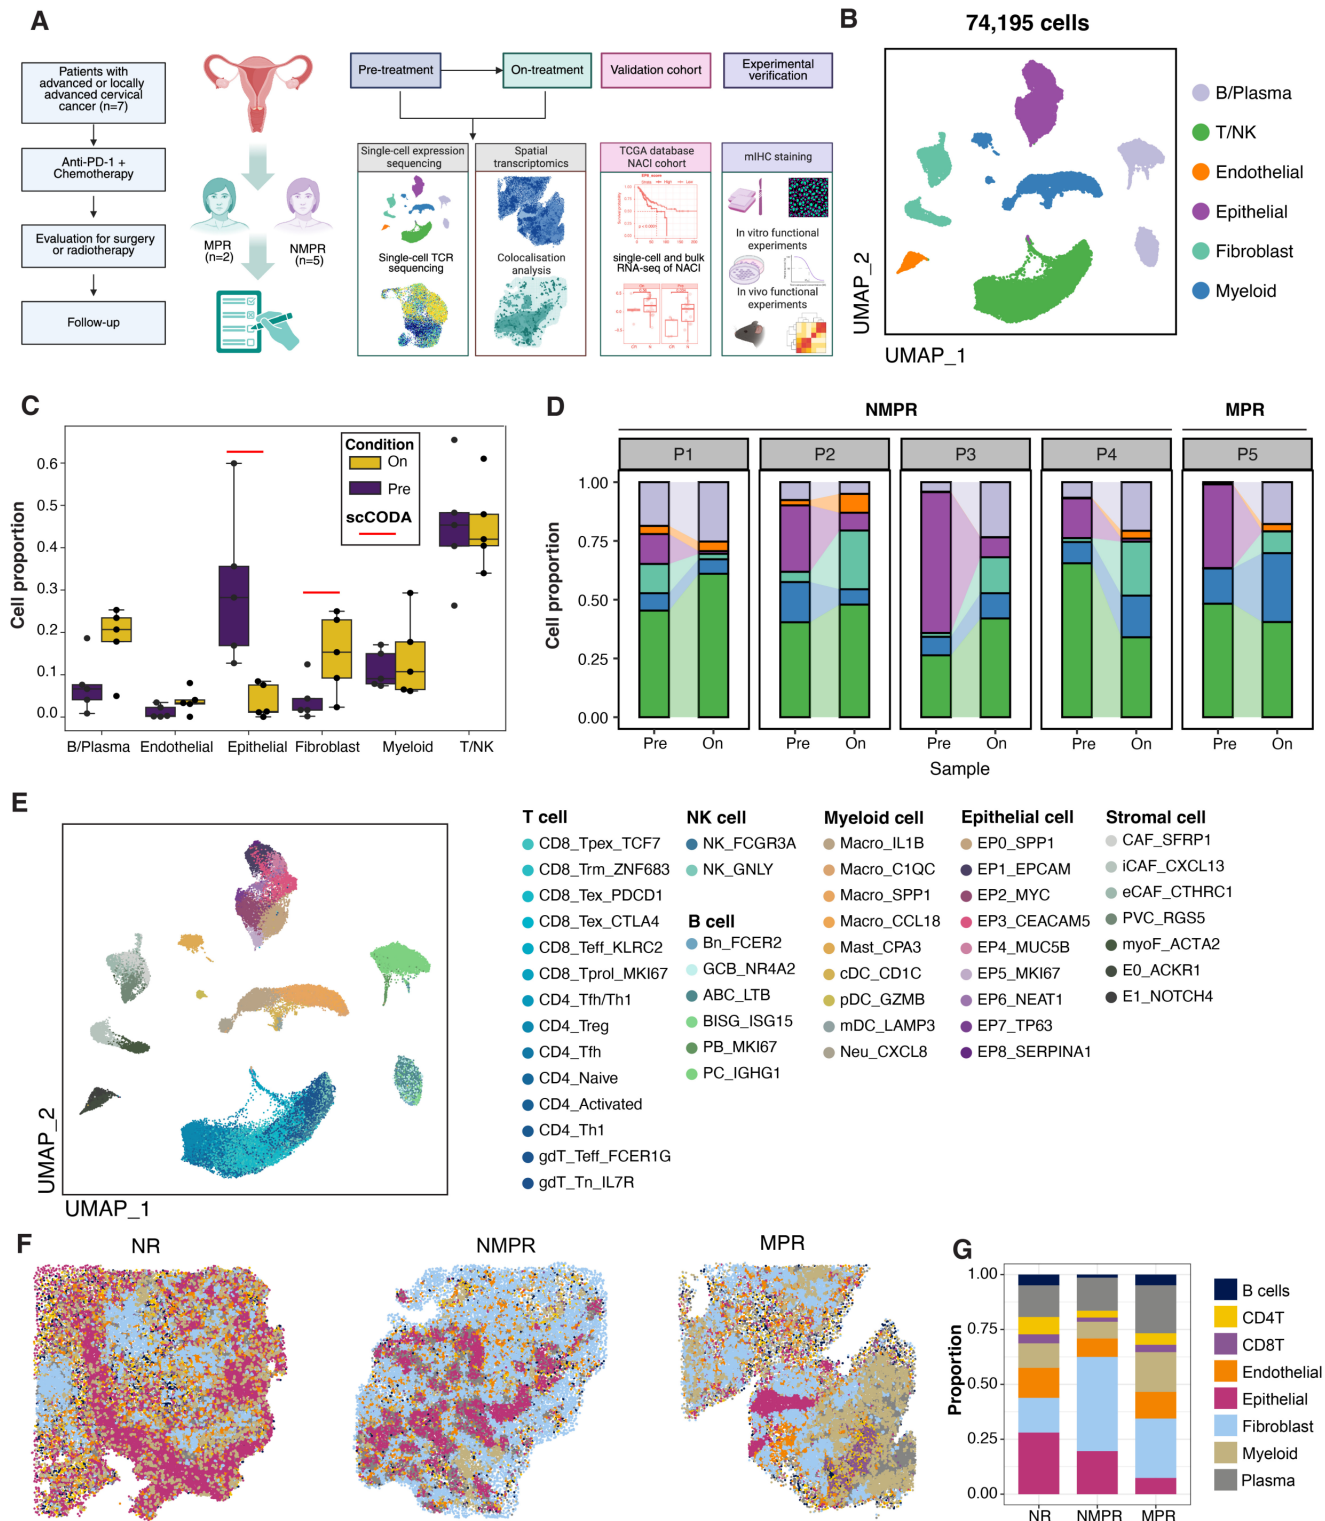 A
Patients with
advanced or locally
advanced cervical
cancer (n=7)
Anti-PD-1 +
Chemotherapy
Evaluation for surgery
or radiotherapy
Follow-up
MPR
(n=2)
NMPR
(n=5)
Pre-treatment
On-treatment
Validation cohort
Experimental
verification
Single-cell expression
sequencing
Single-cell TCR
sequencing
Spatial
transcriptomics
Colocalisation
analysis
TCGA database
NACI cohort
single-cell and bulk
RNA-seq of NACI
mIHC staining
In vitro functional
experiments
In vivo functional
experiments
B
74,195 cells
UMAP_2
UMAP_1
B/Plasma
T/NK
Endothelial
Epithelial
Fibroblast
Myeloid
C
Cell proportion
0.6
0.5
0.4
0.3
0.2
0.1
0.0
Condition
On
Pre
scCODA
B/Plasma
Endothelial
Epithelial
Fibroblast
Myeloid
T/NK
D
NMPR
MPR
P1
P2
P3
P4
P5
Cell proportion
1.00
0.75
0.50
0.25
0.00
Pre On
Pre On
Pre On
Pre On
Pre On
Sample
E
UMAP_2
UMAP_1
T cell
CD8_Tpex_TCF7
CD8_Trm_ZNF683
CD8_Tex_PDCD1
CD8_Tex_CTLA4
CD8_Teff_KLRC2
CD8_Tprol_MKI67
CD4_Tfh/Th1
CD4_Treg
CD4_Tfh
CD4_Naive
CD4_Activated
CD4_Th1
gdT_Teff_FCER1G
gdT_Tn_IL7R
NK cell
NK_FCGR3A
NK_GNLY
B cell
Bn_FCER2
GCB_NR4A2
ABC_LTB
BISG_ISG15
PB_MKI67
PC_IGHG1
Myeloid cell
Macro_IL1B
Macro_C1QC
Macro_SPP1
Macro_CCL18
Mast_CPA3
cDC_CD1C
pDC_GZMB
mDC_LAMP3
Neu_CXCL8
Epithelial cell
EP0_SPP1
EP1_EPCAM
EP2_MYC
EP3_CEACAM5
EP4_MUC5B
EP5_MKI67
EP6_NEAT1
EP7_TP63
EP8_SERPINA1
Stromal cell
CAF_SFRP1
iCAF_CXCL13
eCAF_CTHRC1
PVC_RGS5
myoF_ACTA2
E0_ACKR1
E1_NOTCH4
F
NR
NMPR
MPR
G
Proportion
1.00
0.75
0.50
0.25
0.00
NR NMPR MPR
B cells
CD4T
CD8T
Endothelial
Epithelial
Fibroblast
Myeloid
Plasma